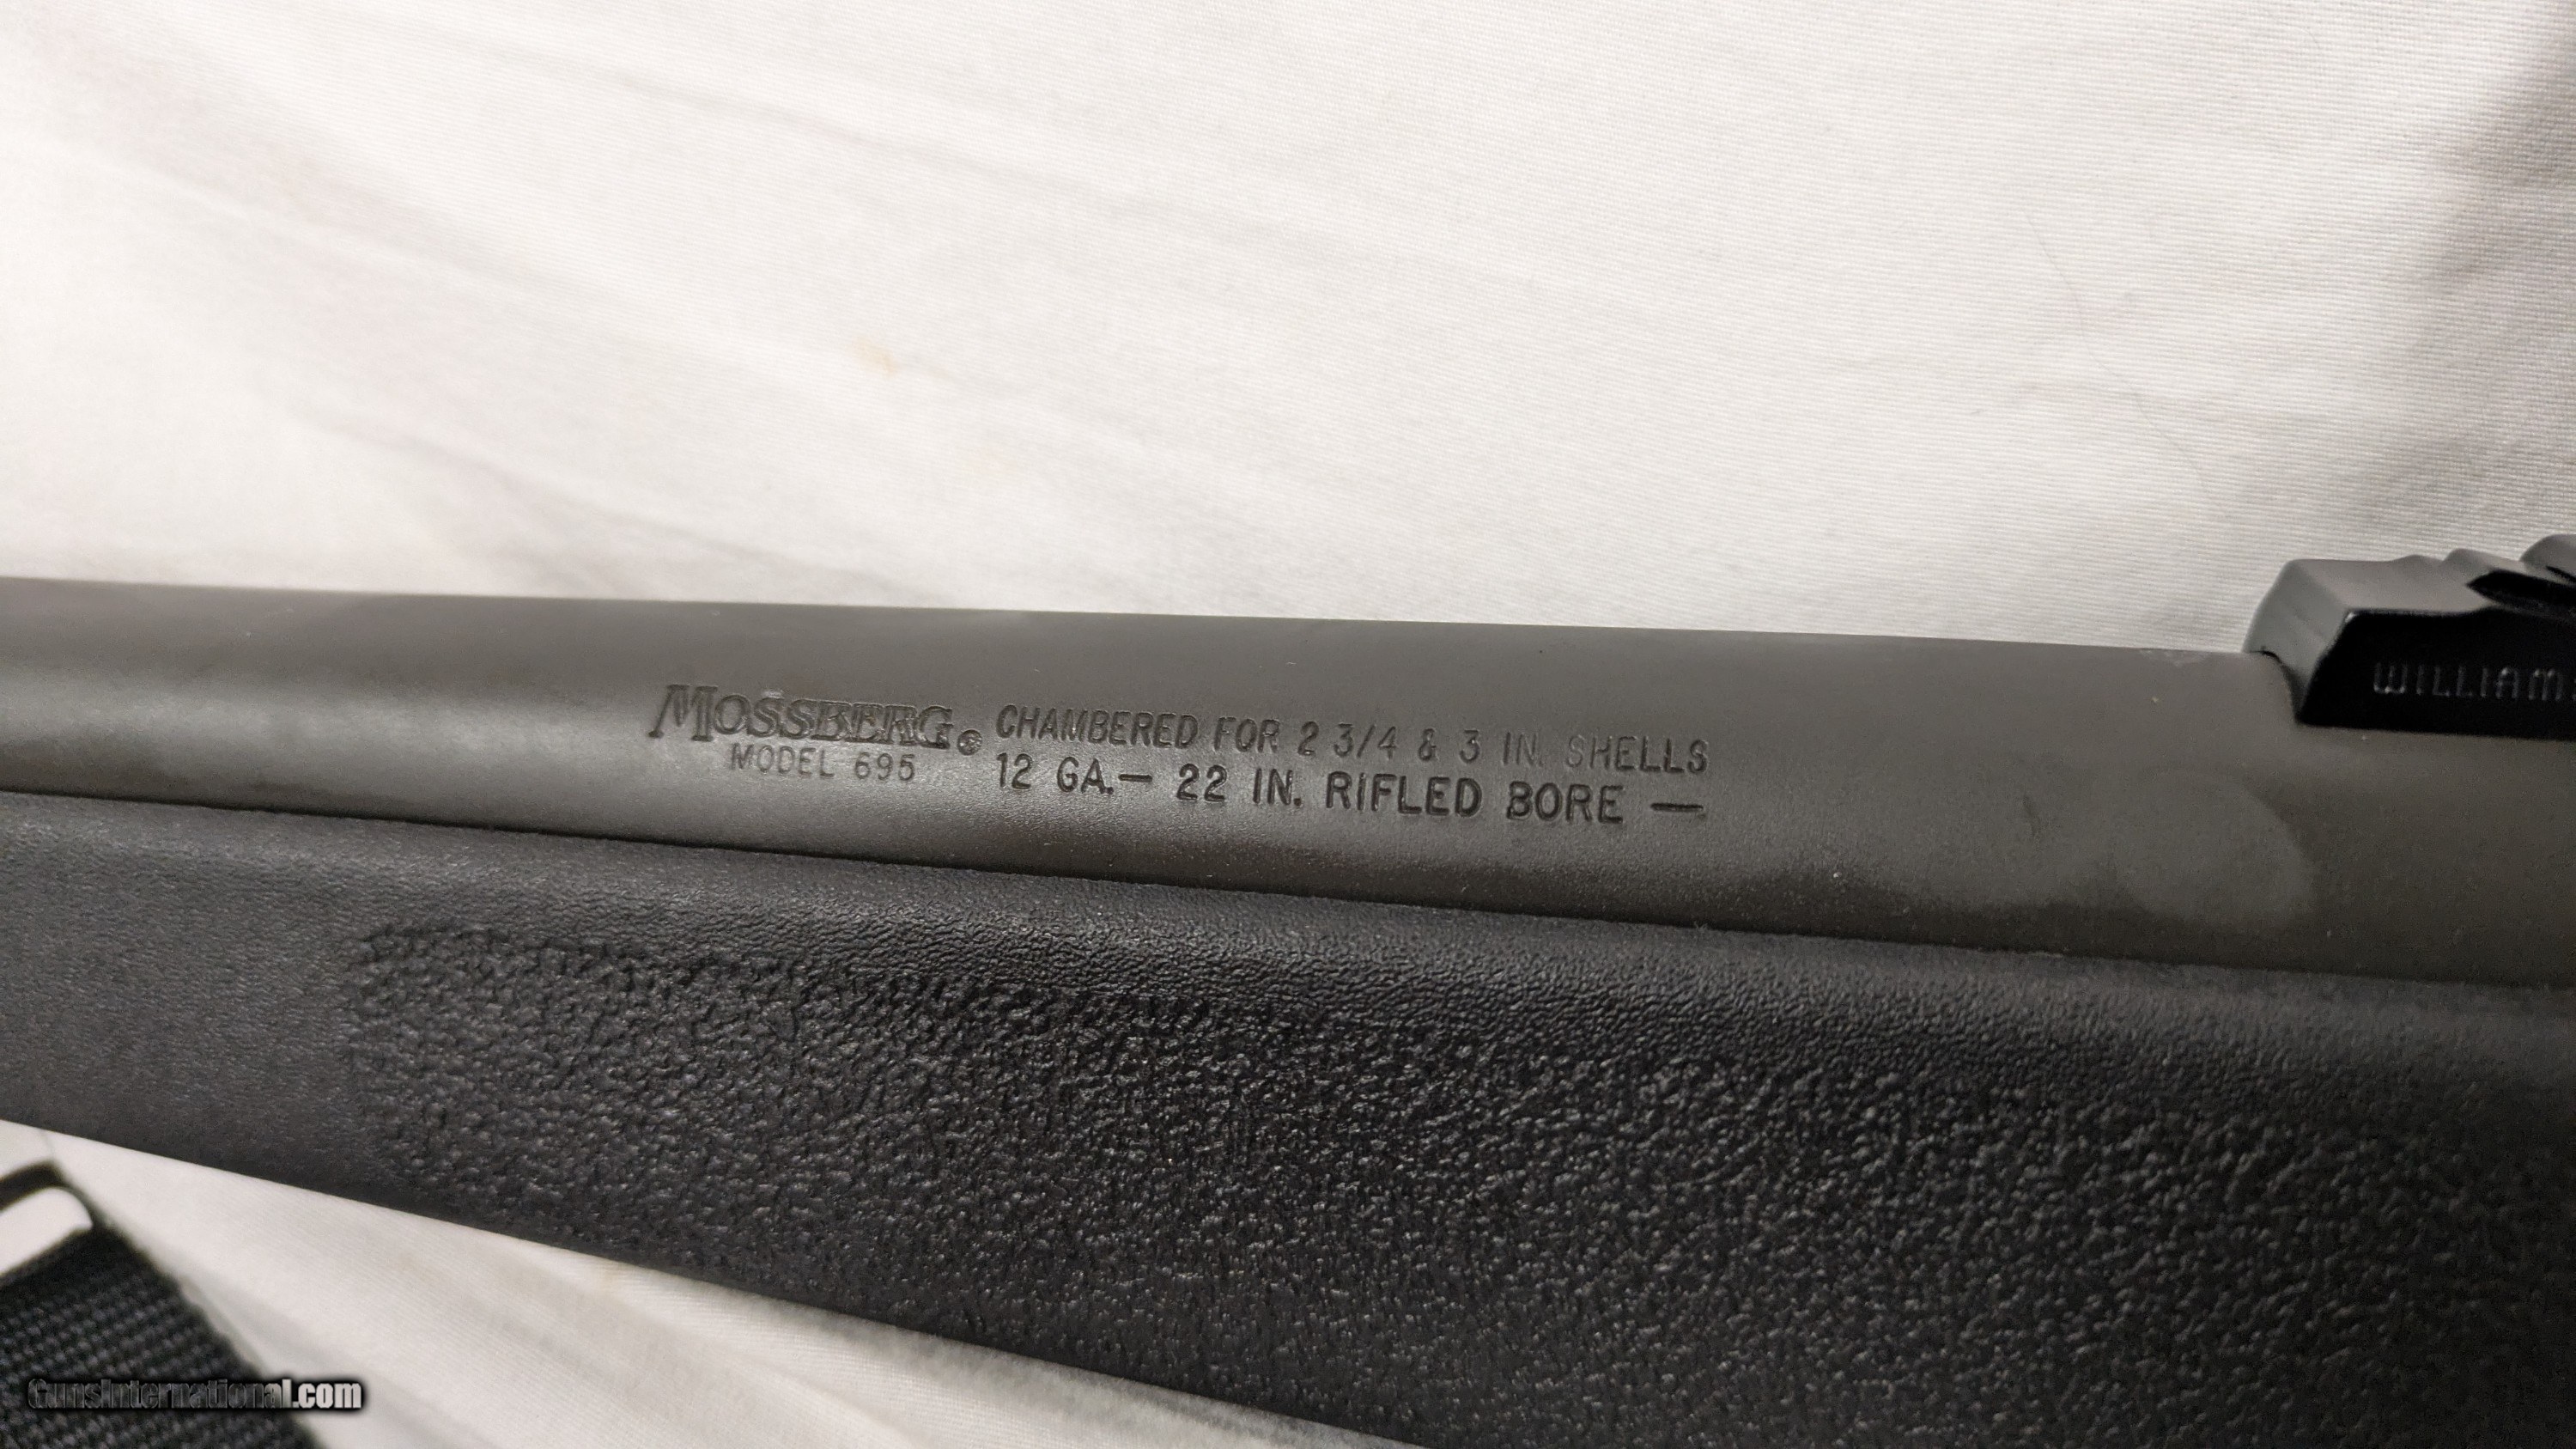 MOSSBERG® CHAMBERED FOR 2 3/4 & 3 IN. SHELLS
MODEL 695 12 GA.— 22 IN. RIFLED BORE —
WILLIAMS
GunsInternational.com